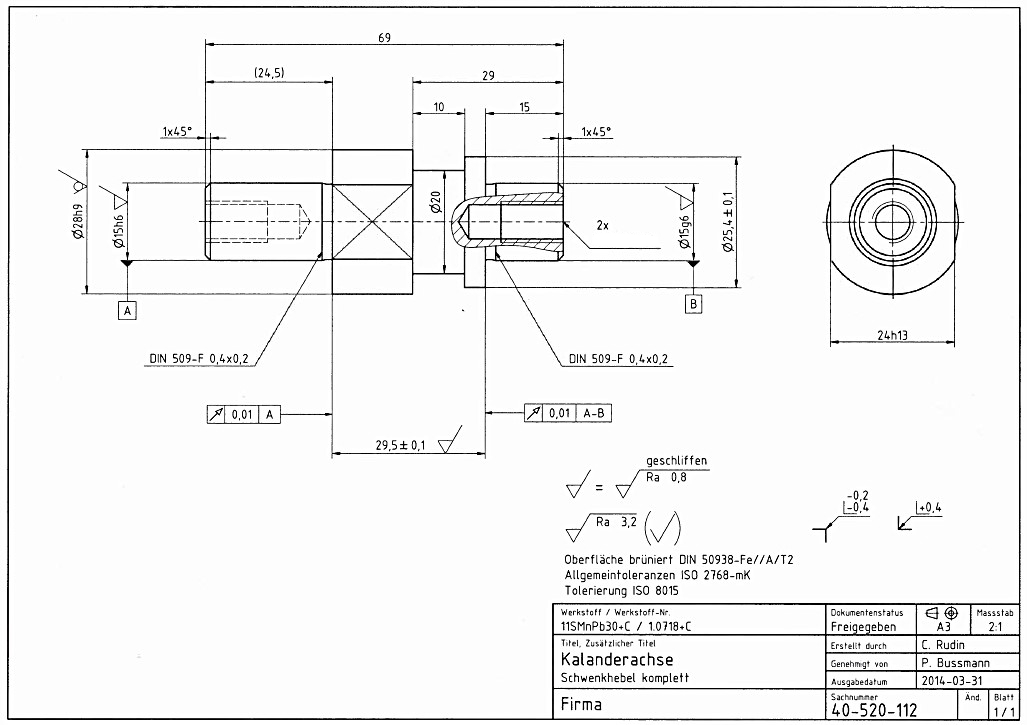 69
(24,5)
29
10
15
1x45°
1x45°
Ø28h9
Ø15h6
Ø20
2x
Ø15g6
Ø25,4±0,1
A
B
24h13
DIN 509-F 0,4x0,2
DIN 509-F 0,4x0,2
0,01 A
0,01 A-B
29,5±0,1
geschliffen
= Ra 0,8
-0,2
-0,4
+0,4
Ra 3,2 (√)
Oberfläche brüniert DIN 50938-Fe//A/T2
Allgemeintoleranzen ISO 2768-mK
Tolerierung ISO 8015
Werkstoff / Werkstoff-Nr.
11SMnPb30+C / 1.0718+C
Dokumentenstatus
Freigegeben
A3
Massstab
2:1
Titel, Zusätzlicher Titel
Kalanderachse
Schwenkhebel komplett
Erstellt durch C. Rudin
Genehmigt von P. Bussmann
Ausgabedatum 2014-03-31
Firma
Sachnummer
40-520-112
Änd.
Blatt
1/1